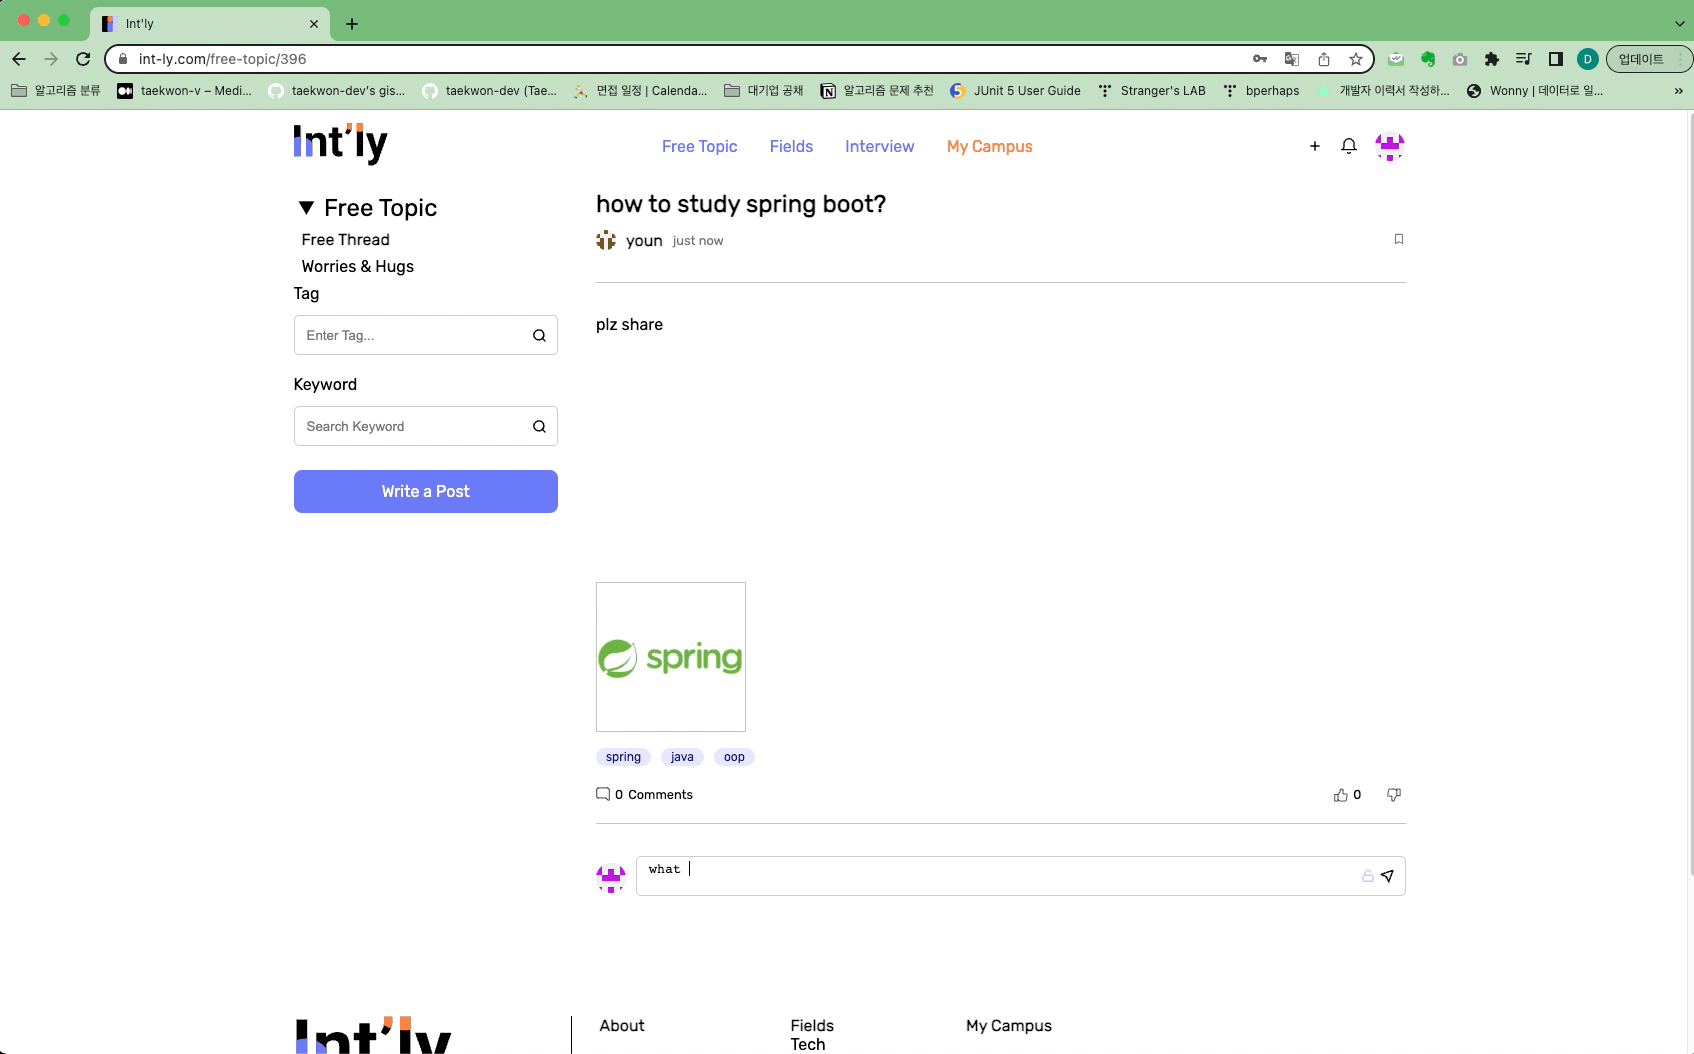 Int'ly
int-ly.com/free-topic/396
D
업데이트
알고리즘 분류
taekwon-v – Medi...
taekwon-dev's gis...
taekwon-dev (Tae...
면접 일정 | Calenda...
대기업 공채
알고리즘 문제 추천
JUnit 5 User Guide
Stranger's LAB
bperhaps
개발자 이력서 작성하...
Wonny | 데이터로 일...
»
Int'ly
Free Topic
Fields
Interview
My Campus
▼ Free Topic
Free Thread
Worries & Hugs
Tag
Enter Tag...
Keyword
Search Keyword
Write a Post
how to study spring boot?
youn just now
plz share
spring
spring java oop
0 Comments
0
what
Int'ly
About
Fields
My Campus
Tech